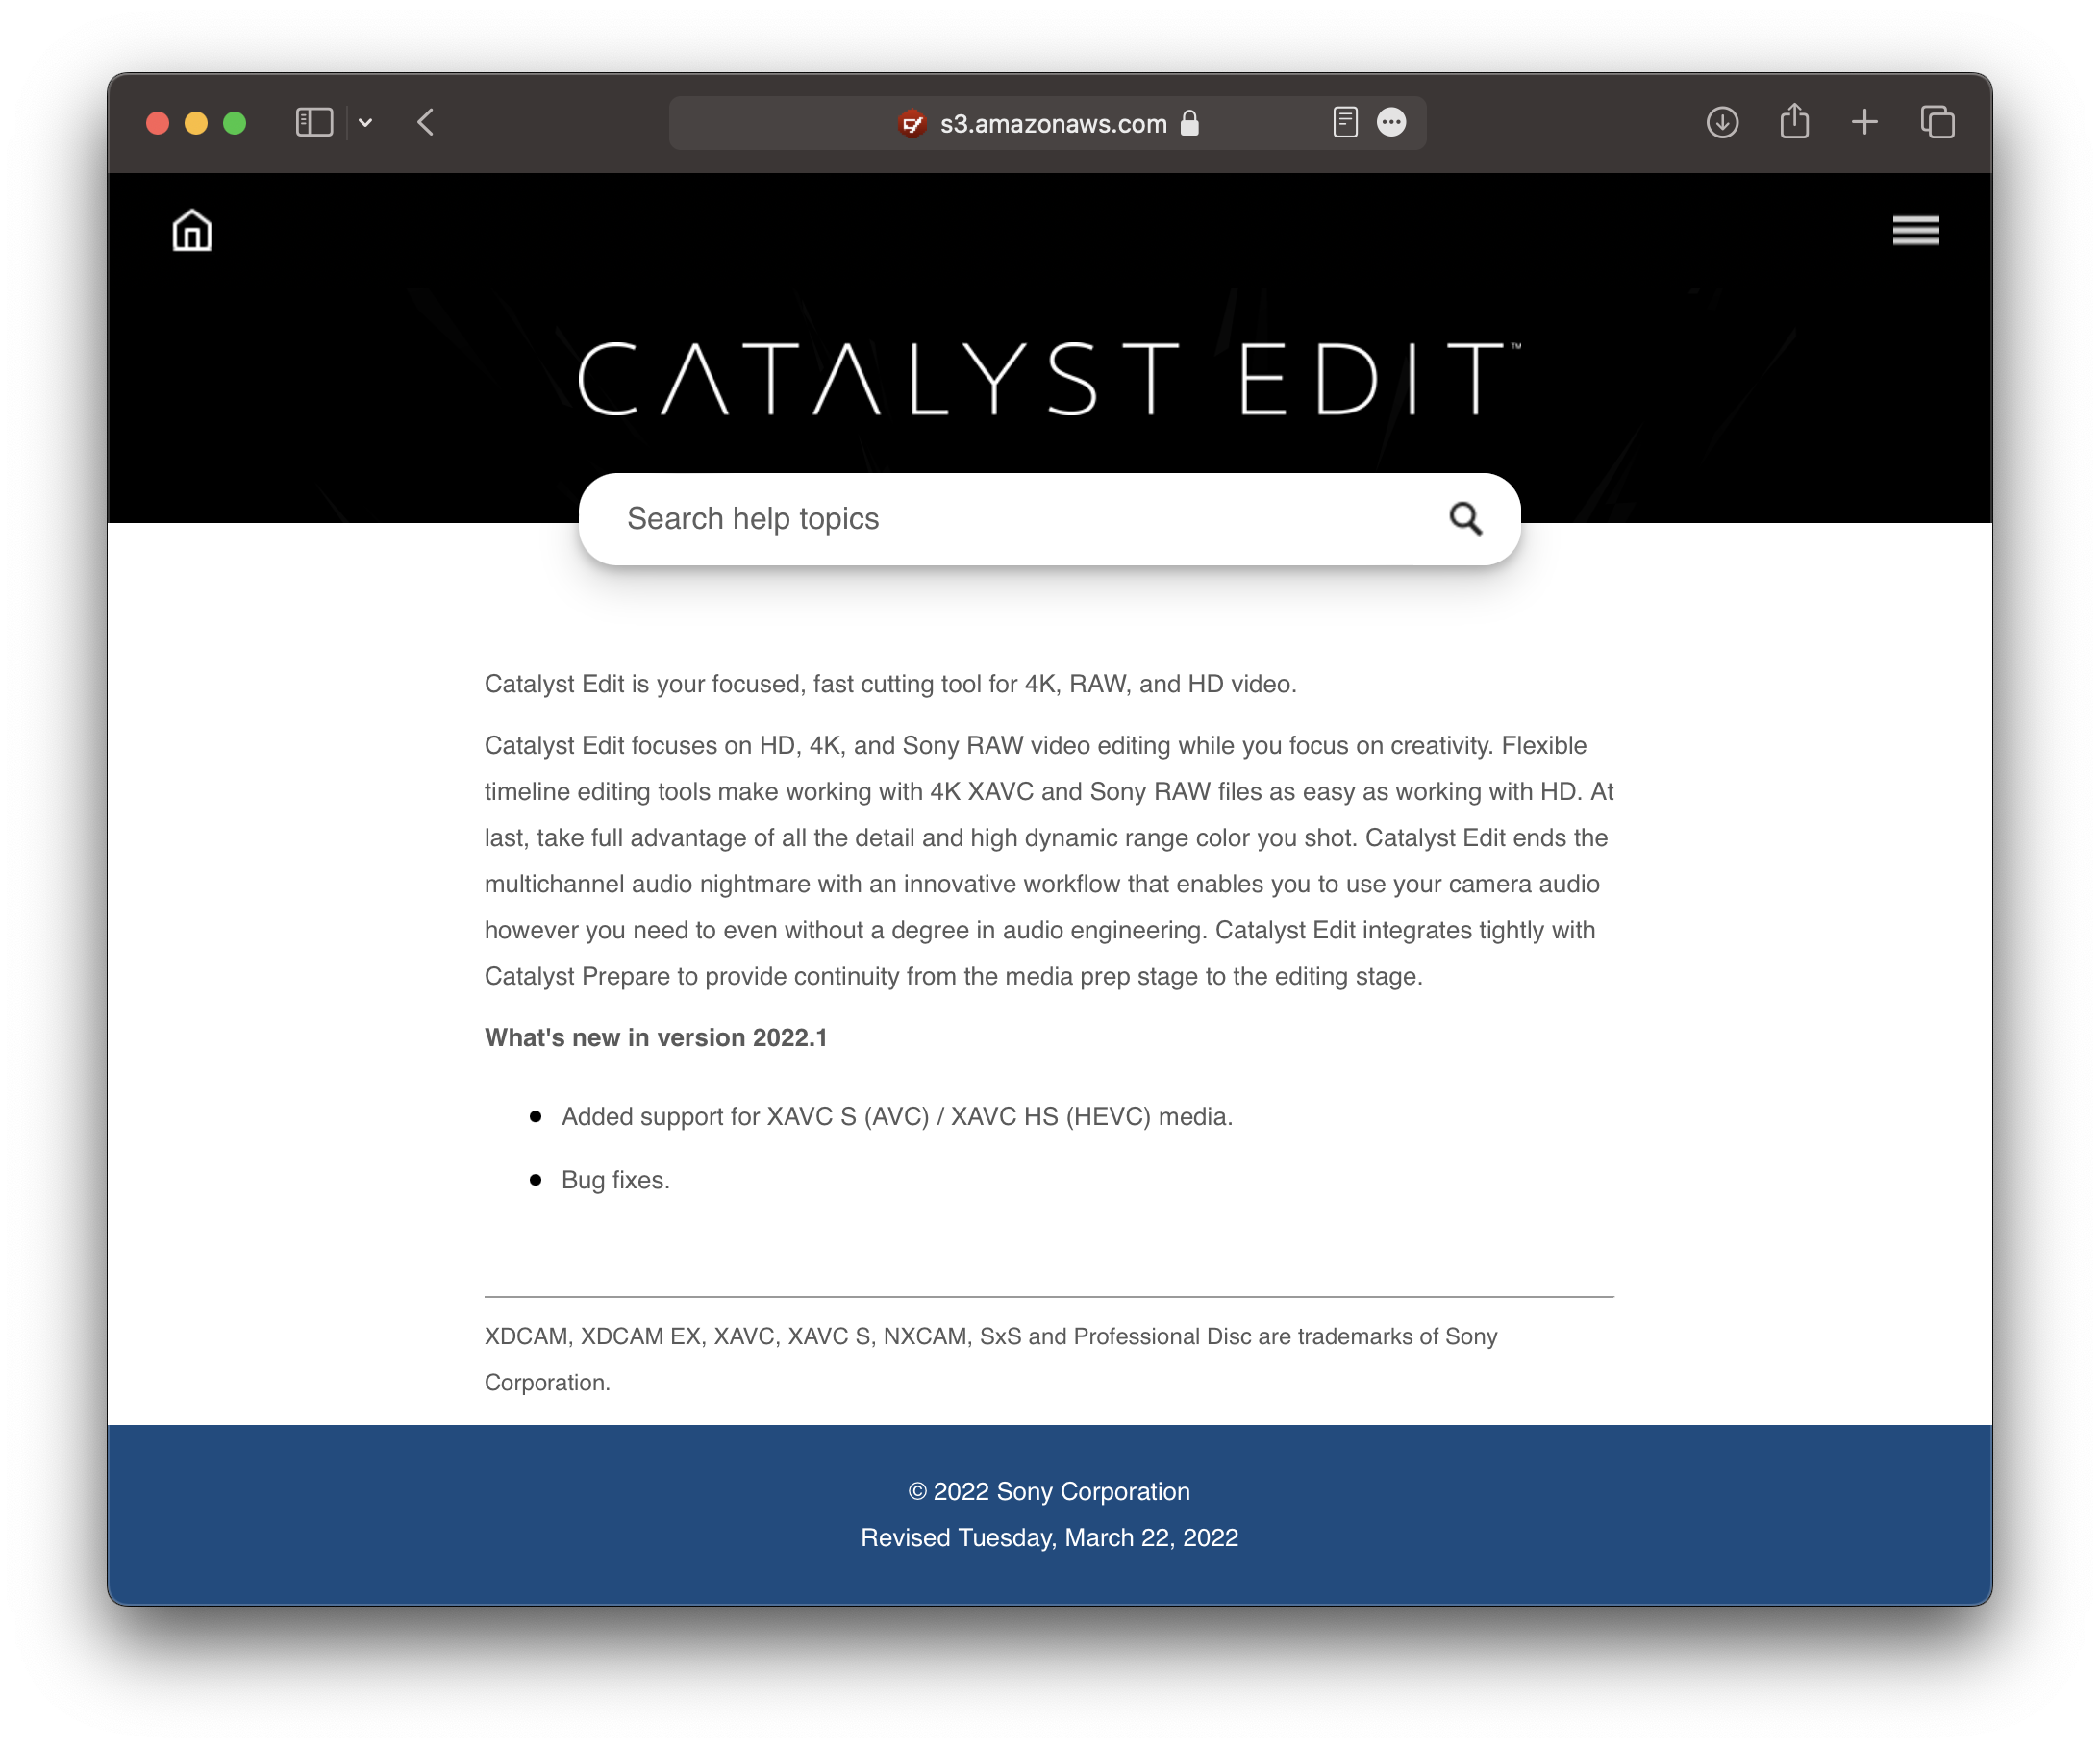 s3.amazonaws.com
CATALYST EDIT™
Search help topics
Catalyst Edit is your focused, fast cutting tool for 4K, RAW, and HD video.
Catalyst Edit focuses on HD, 4K, and Sony RAW video editing while you focus on creativity. Flexible
timeline editing tools make working with 4K XAVC and Sony RAW files as easy as working with HD. At
last, take full advantage of all the detail and high dynamic range color you shot. Catalyst Edit ends the
multichannel audio nightmare with an innovative workflow that enables you to use your camera audio
however you need to even without a degree in audio engineering. Catalyst Edit integrates tightly with
Catalyst Prepare to provide continuity from the media prep stage to the editing stage.
What's new in version 2022.1
• Added support for XAVC S (AVC) / XAVC HS (HEVC) media.
• Bug fixes.
XDCAM, XDCAM EX, XAVC, XAVC S, NXCAM, SxS and Professional Disc are trademarks of Sony
Corporation.
© 2022 Sony Corporation
Revised Tuesday, March 22, 2022